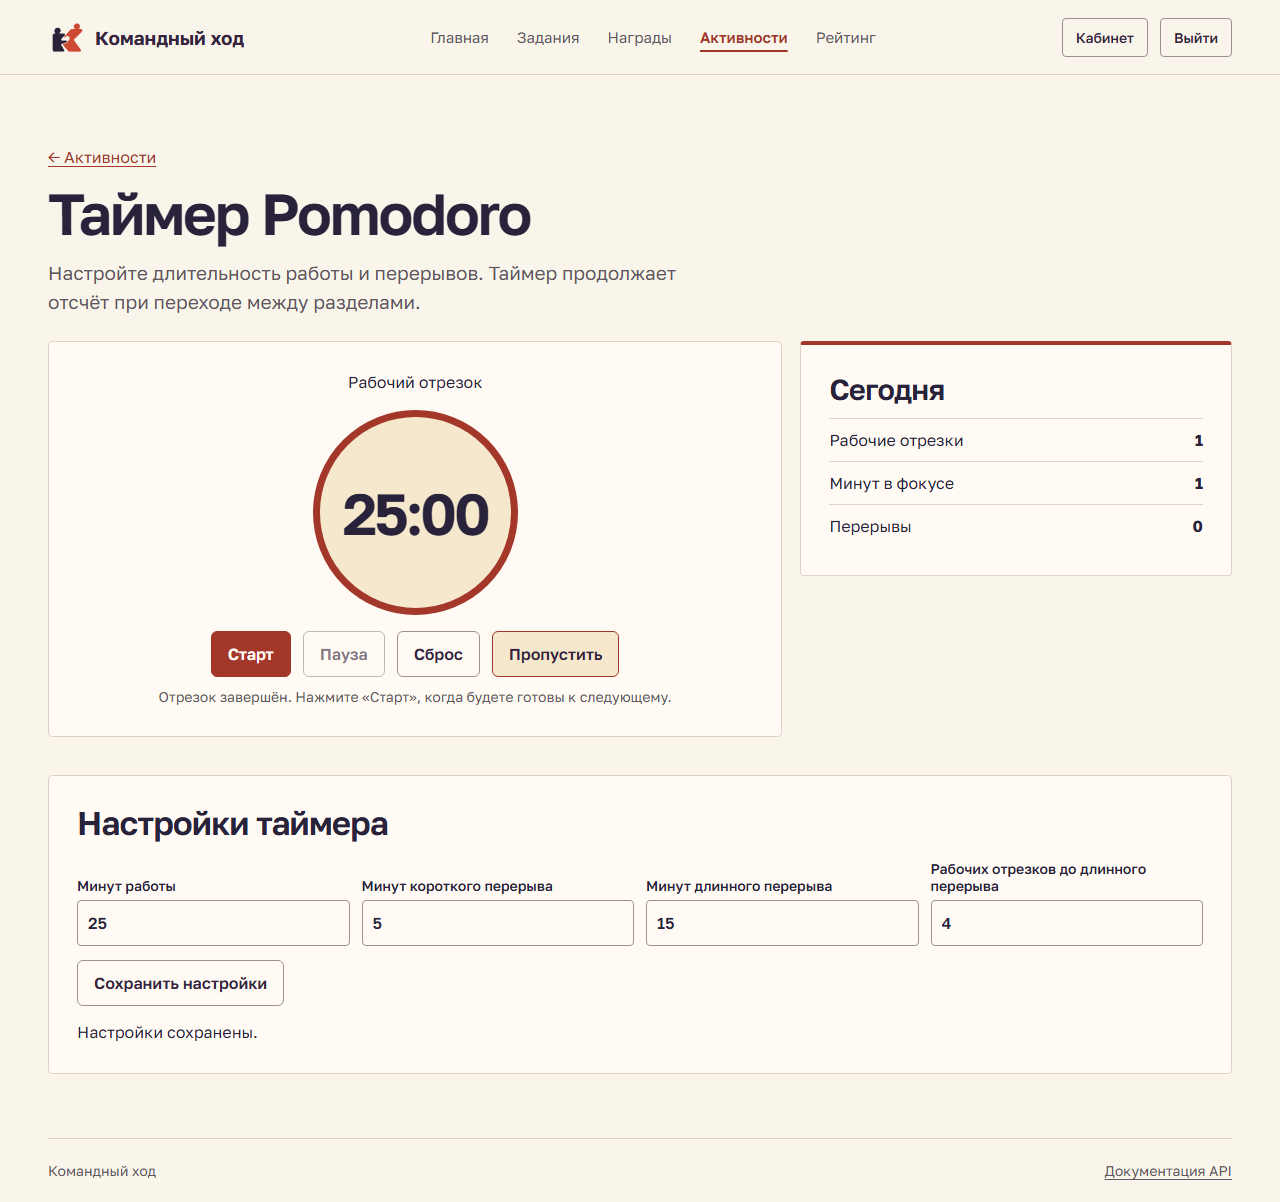 Командный ход
Главная
Задания
Награды
Активности
Рейтинг
Кабинет
Выйти
← Активности
Таймер Pomodoro
Настройте длительность работы и перерывов. Таймер продолжает
отсчёт при переходе между разделами.
Рабочий отрезок
25:00
Старт
Пауза
Сброс
Пропустить
Отрезок завершён. Нажмите «Старт», когда будете готовы к следующему.
Сегодня
Рабочие отрезки 1
Минут в фокусе 1
Перерывы 0
Настройки таймера
Минут работы
25
Минут короткого перерыва
5
Минут длинного перерыва
15
Рабочих отрезков до длинного
перерыва
4
Сохранить настройки
Настройки сохранены.
Командный ход
Документация API